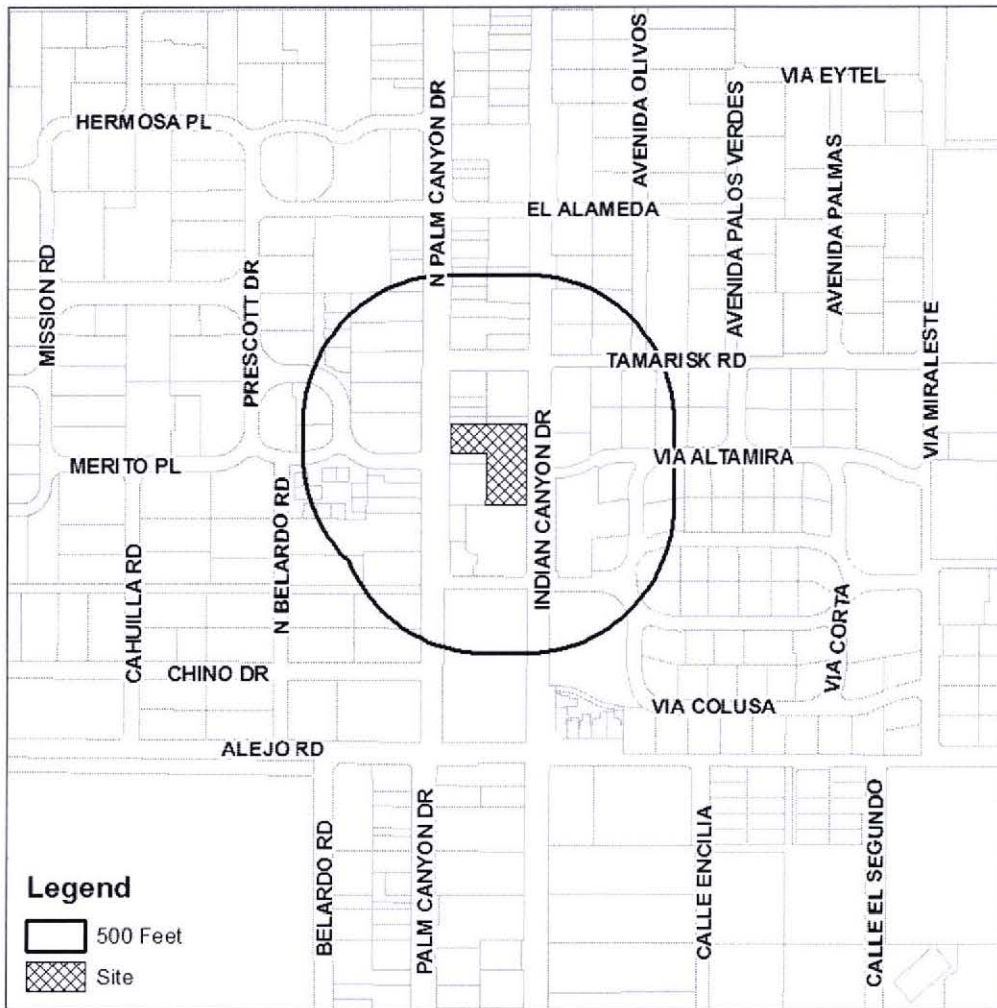 VIA EYTEL
AVENIDA OLIVOS
HERMOSA PL
N PALM CANYON DR
AVENIDA PALOS VERDES
AVENIDA PALMAS
EL ALAMEDA
MISSION RD
PRESCOTT DR
TAMARISK RD
VIA MIRALESTE
MERITO PL
VIA ALTAMIRA
INDIAN CANYON DR
N BELARDO RD
CAHUILLA RD
VIA CORTA
CHINO DR
VIA COLUSA
ALEJO RD
BELARDO RD
PALM CANYON DR
CALLE ENCILIA
CALLE EL SEGUNDO
Legend
500 Feet
Site